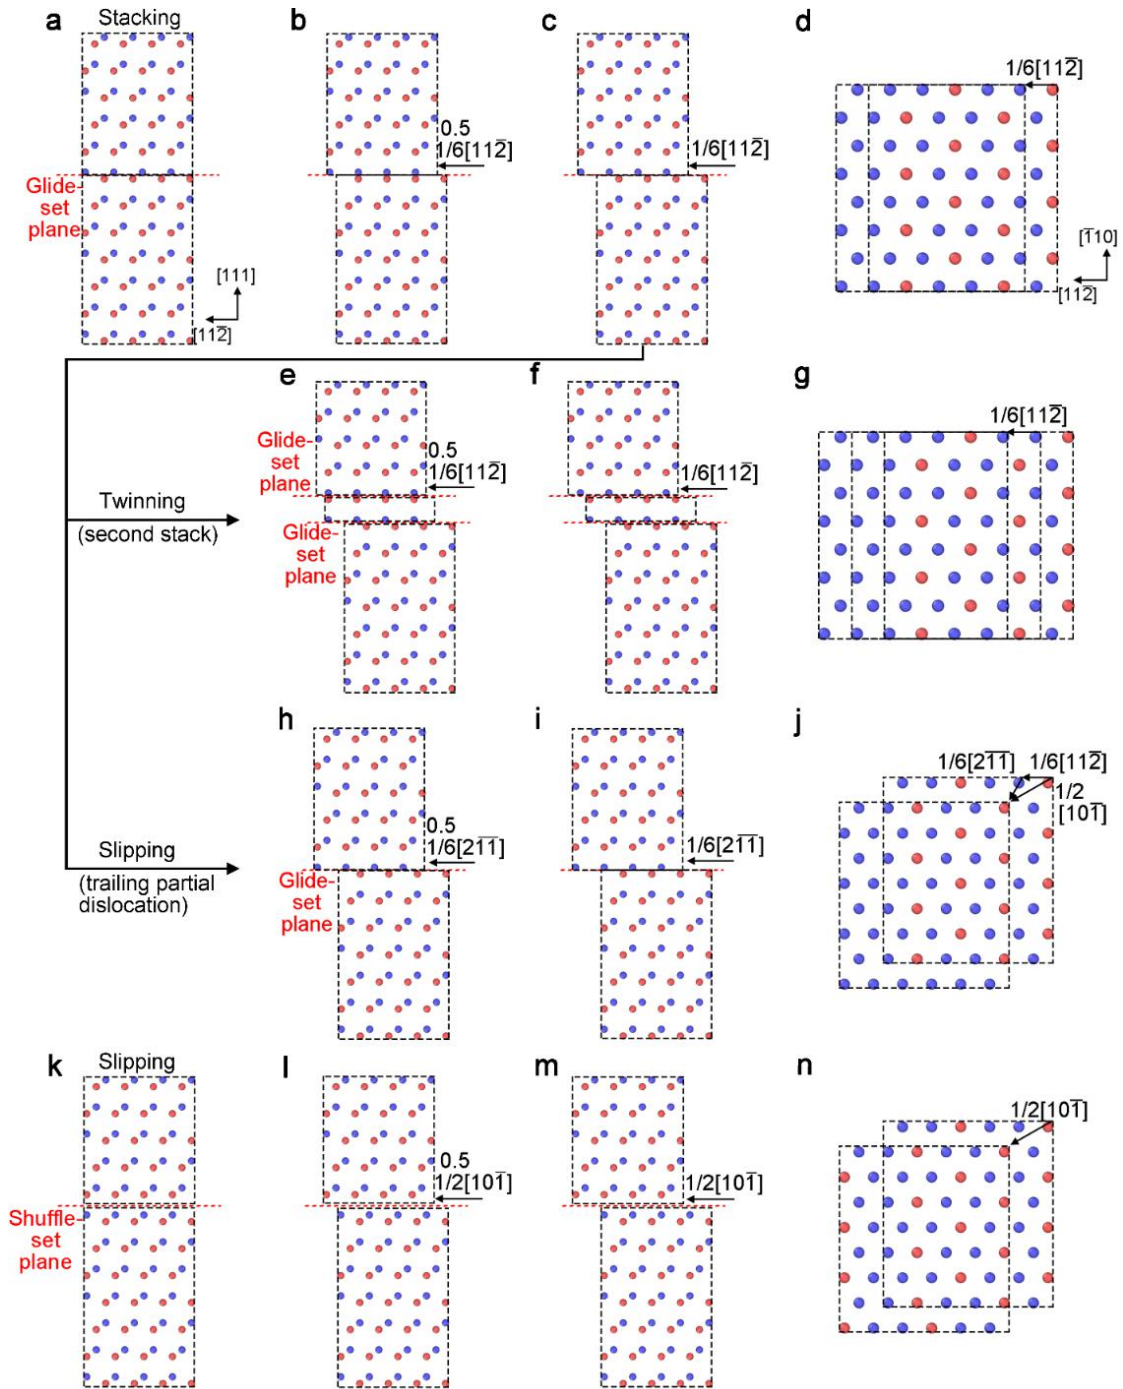 a
Stacking
b
c
d
1/6[112̅]
0.5
1/6[112̅]
1/6[112̅]
Glide-
set
plane
[111]
[112̅]
[1̅10]
[112̅]
e
f
g
1/6[112̅]
Glide-
set
plane
0.5
1/6[112̅]
1/6[112̅]
Twinning
(second stack)
Glide-
set
plane
h
i
j
1/6[21̅1̅]
1/6[112̅]
1/2
[101̅]
0.5
1/6[21̅1̅]
1/6[21̅1̅]
Slipping
(trailing partial
dislocation)
Glide-
set
plane
k
Slipping
l
m
n
1/2[101̅]
0.5
1/2[101̅]
1/2[101̅]
Shuffle-
set
plane